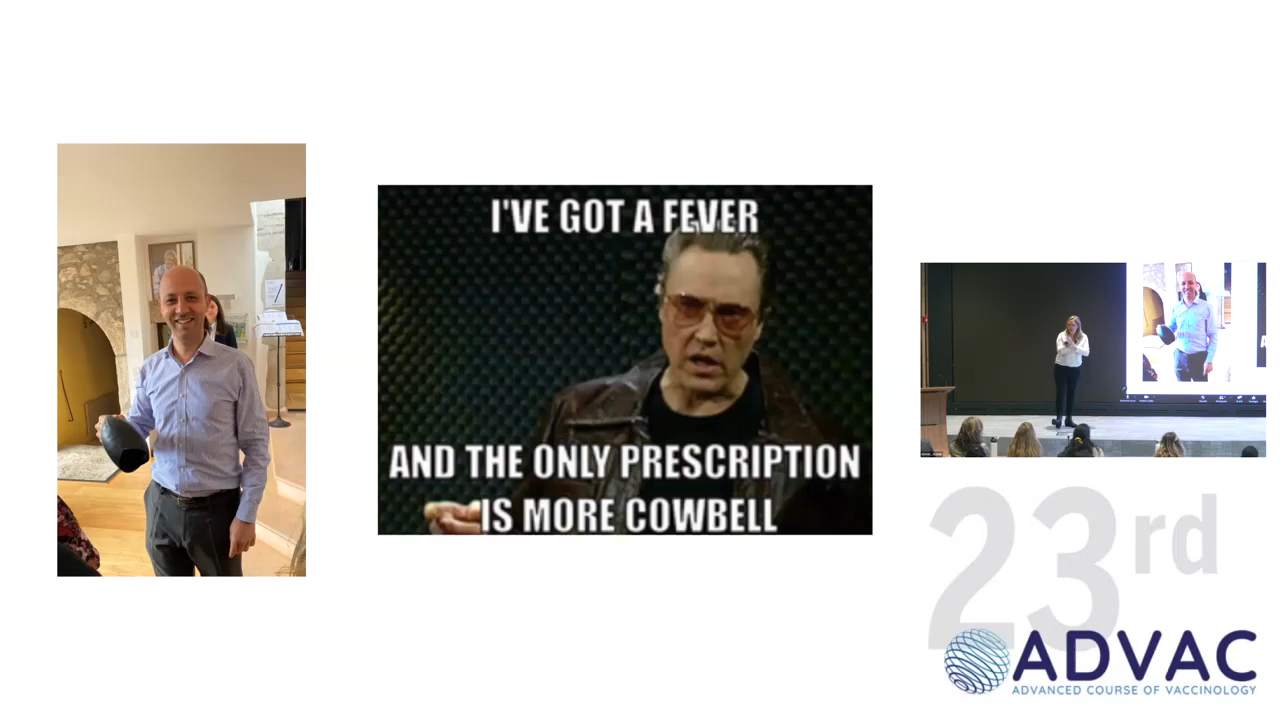 I'VE GOT A FEVER
AND THE ONLY PRESCRIPTION
IS MORE COWBELL
23rd
ADVAC
ADVANCED COURSE OF VACCINOLOGY